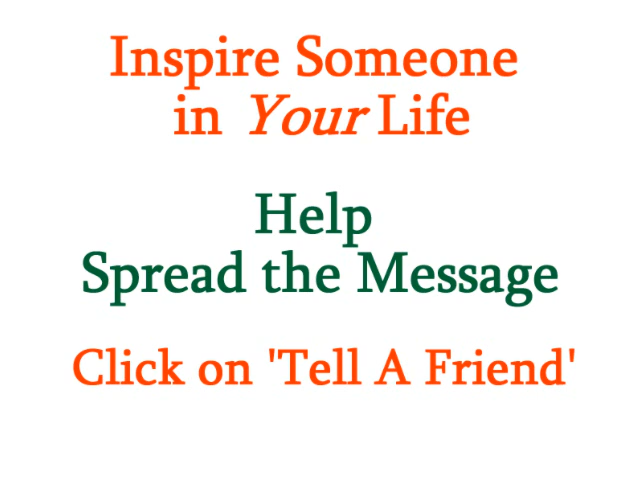 Inspire Someone
in Your Life
Help
Spread the Message
Click on 'Tell A Friend'